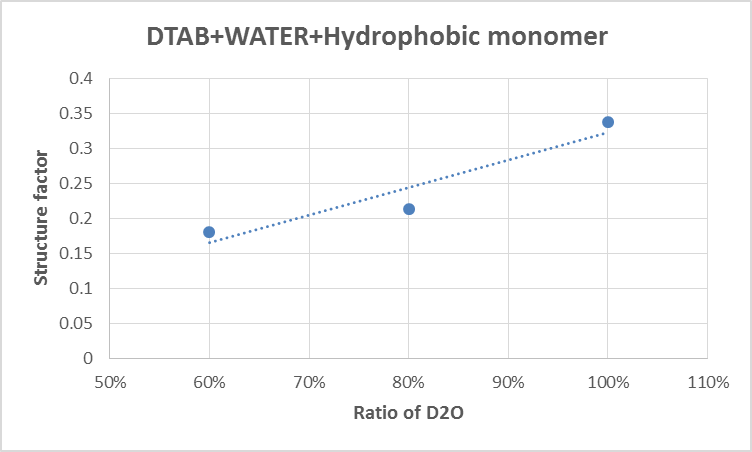 DTAB+WATER+Hydrophobic monomer
0.4
0.35
0.3
0.25
0.2
0.15
0.1
0.05
0
Structure factor
50% 60% 70% 80% 90% 100% 110%
Ratio of D2O